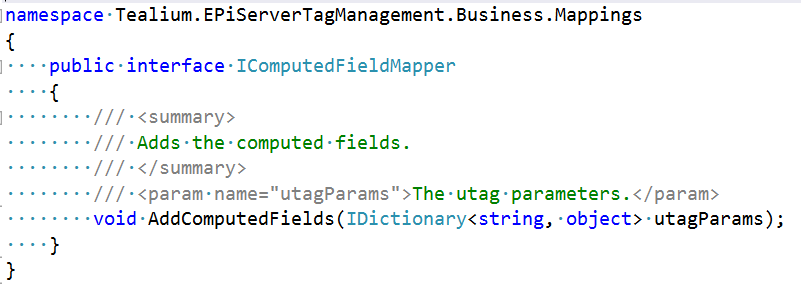 namespace Tealium.EPiServerTagManagement.Business.Mappings
{
    public interface IComputedFieldMapper
    {
        /// <summary>
        /// Adds the computed fields.
        /// </summary>
        /// <param name="utagParams">The utag parameters.</param>
        void AddComputedFields(IDictionary<string, object> utagParams);
    }
}